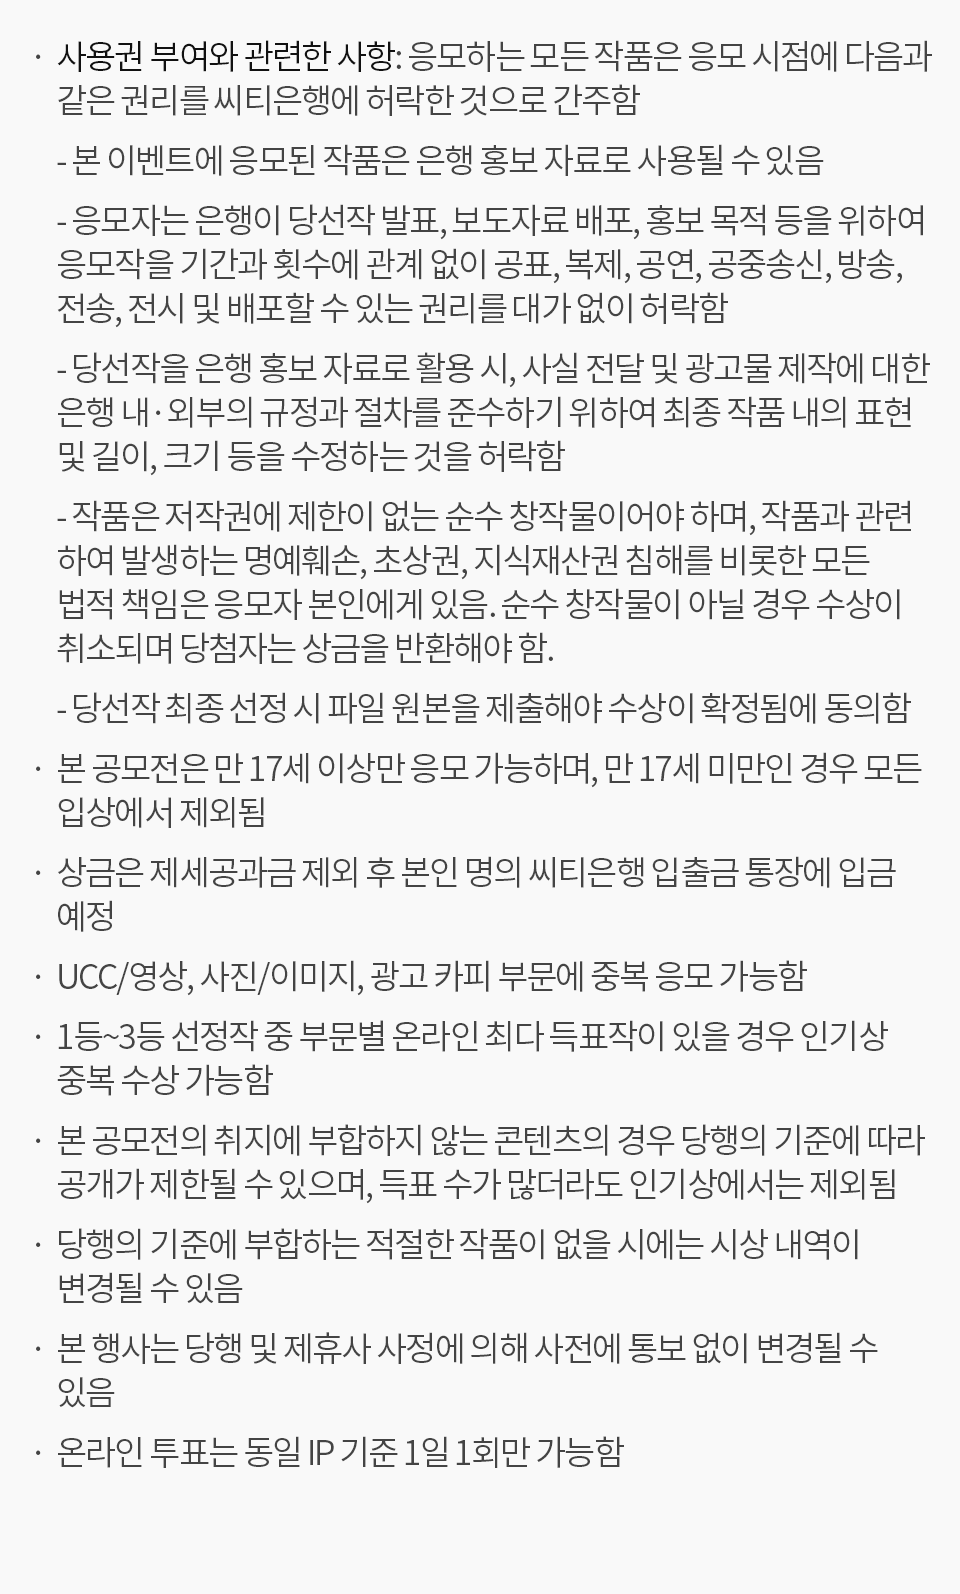 · 사용권 부여와 관련한 사항: 응모하는 모든 작품은 응모 시점에 다음과
같은 권리를 씨티은행에 허락한 것으로 간주함
- 본 이벤트에 응모된 작품은 은행 홍보 자료로 사용될 수 있음
- 응모자는 은행이 당선작 발표, 보도자료 배포, 홍보 목적 등을 위하여
응모작을 기간과 횟수에 관계 없이 공표, 복제, 공연, 공중송신, 방송,
전송, 전시 및 배포할 수 있는 권리를 대가 없이 허락함
- 당선작을 은행 홍보 자료로 활용 시, 사실 전달 및 광고물 제작에 대한
은행 내·외부의 규정과 절차를 준수하기 위하여 최종 작품 내의 표현
및 길이, 크기 등을 수정하는 것을 허락함
- 작품은 저작권에 제한이 없는 순수 창작물이어야 하며, 작품과 관련
하여 발생하는 명예훼손, 초상권, 지식재산권 침해를 비롯한 모든
법적 책임은 응모자 본인에게 있음. 순수 창작물이 아닐 경우 수상이
취소되며 당첨자는 상금을 반환해야 함.
- 당선작 최종 선정 시 파일 원본을 제출해야 수상이 확정됨에 동의함
· 본 공모전은 만 17세 이상만 응모 가능하며, 만 17세 미만인 경우 모든
입상에서 제외됨
· 상금은 제세공과금 제외 후 본인 명의 씨티은행 입출금 통장에 입금
예정
· UCC/영상, 사진/이미지, 광고 카피 부문에 중복 응모 가능함
· 1등~3등 선정작 중 부문별 온라인 최다 득표작이 있을 경우 인기상
중복 수상 가능함
· 본 공모전의 취지에 부합하지 않는 콘텐츠의 경우 당행의 기준에 따라
공개가 제한될 수 있으며, 득표 수가 많더라도 인기상에서는 제외됨
· 당행의 기준에 부합하는 적절한 작품이 없을 시에는 시상 내역이
변경될 수 있음
· 본 행사는 당행 및 제휴사 사정에 의해 사전에 통보 없이 변경될 수
있음
· 온라인 투표는 동일 IP 기준 1일 1회만 가능함